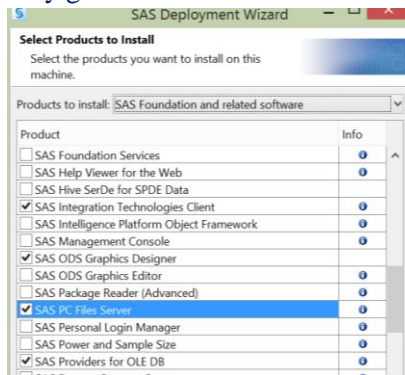 SAS Deployment Wizard
Select Products to Install
Select the products you want to install on this
machine.
Products to install: SAS Foundation and related software
Product Info
SAS Foundation Services
SAS Help Viewer for the Web
SAS Hive SerDe for SPDE Data
SAS Integration Technologies Client
SAS Intelligence Platform Object Framework
SAS Management Console
SAS ODS Graphics Designer
SAS ODS Graphics Editor
SAS Package Reader (Advanced)
SAS PC Files Server
SAS Personal Login Manager
SAS Power and Sample Size
SAS Providers for OLE DB